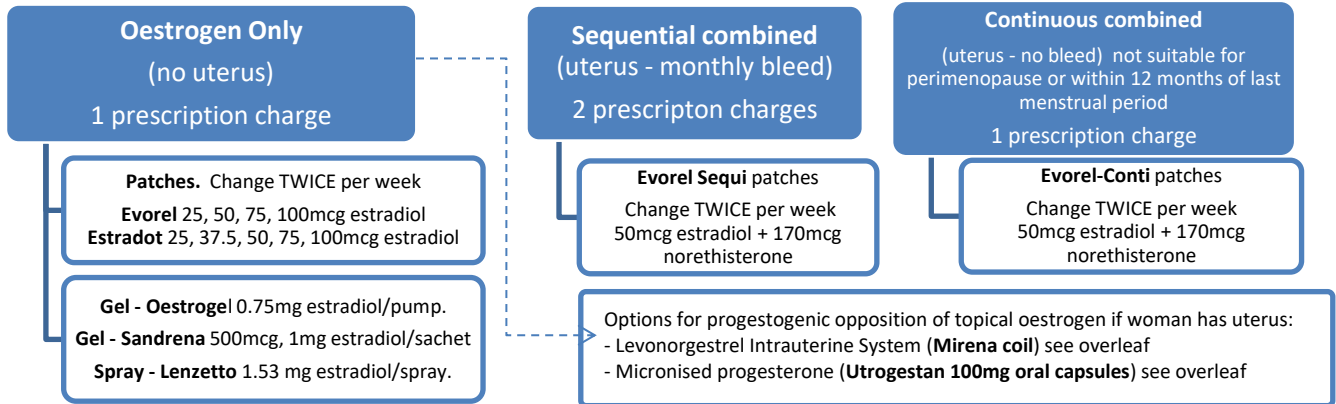 Oestrogen Only
(no uterus)
1 prescription charge
Patches. Change TWICE per week
Evorel 25, 50, 75, 100mcg estradiol
Estradot 25, 37.5, 50, 75, 100mcg estradiol
Gel - Oestrogel 0.75mg estradiol/pump.
Gel - Sandrena 500mcg, 1mg estradiol/sachet
Spray - Lenzetto 1.53 mg estradiol/spray.
Sequential combined
(uterus - monthly bleed)
2 prescripton charges
Evorel Sequi patches
Change TWICE per week
50mcg estradiol + 170mcg
norethisterone
Continuous combined
(uterus - no bleed) not suitable for
perimenopause or within 12 months of last
menstrual period
1 prescription charge
Evorel-Conti patches
Change TWICE per week
50mcg estradiol + 170mcg
norethisterone
Options for progestogenic opposition of topical oestrogen if woman has uterus:
- Levonorgestrel Intrauterine System (Mirena coil) see overleaf
- Micronised progesterone (Utrogestan 100mg oral capsules) see overleaf